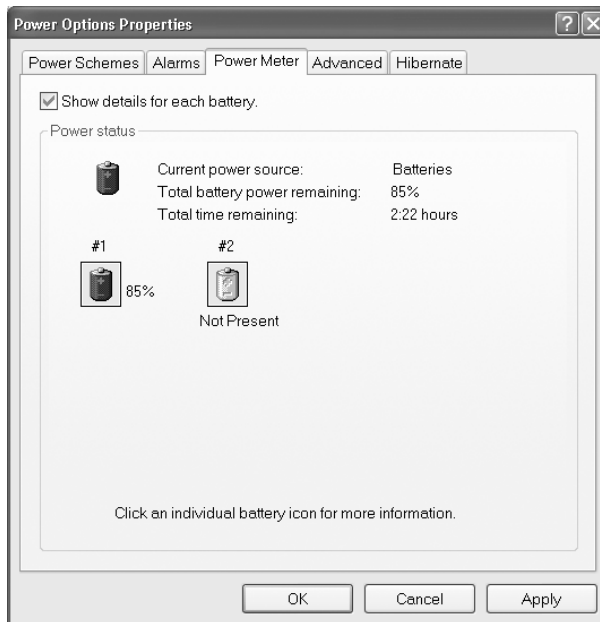 Power Options Properties
Power Schemes Alarms Power Meter Advanced Hibernate
Show details for each battery.
Power status
Current power source: Batteries
Total battery power remaining: 85%
Total time remaining: 2:22 hours
#1 #2
85%
Not Present
Click an individual battery icon for more information.
OK Cancel Apply